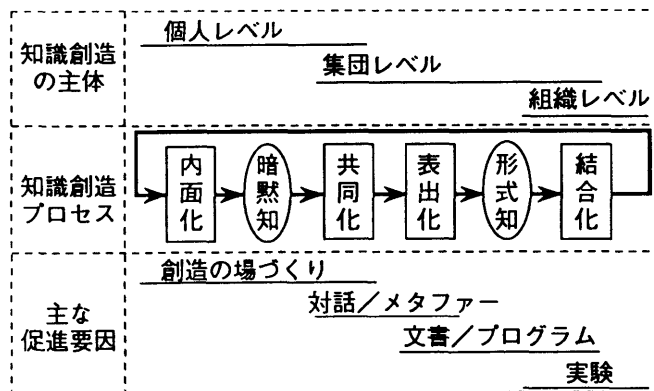 知識創造
の主体
個人レベル
集団レベル
組織レベル
知識創造
プロセス
内面化
暗黙知
共同化
表出化
形式知
結合化
主な
促進要因
創造の場づくり
対話/メタファー
文書/プログラム
実験